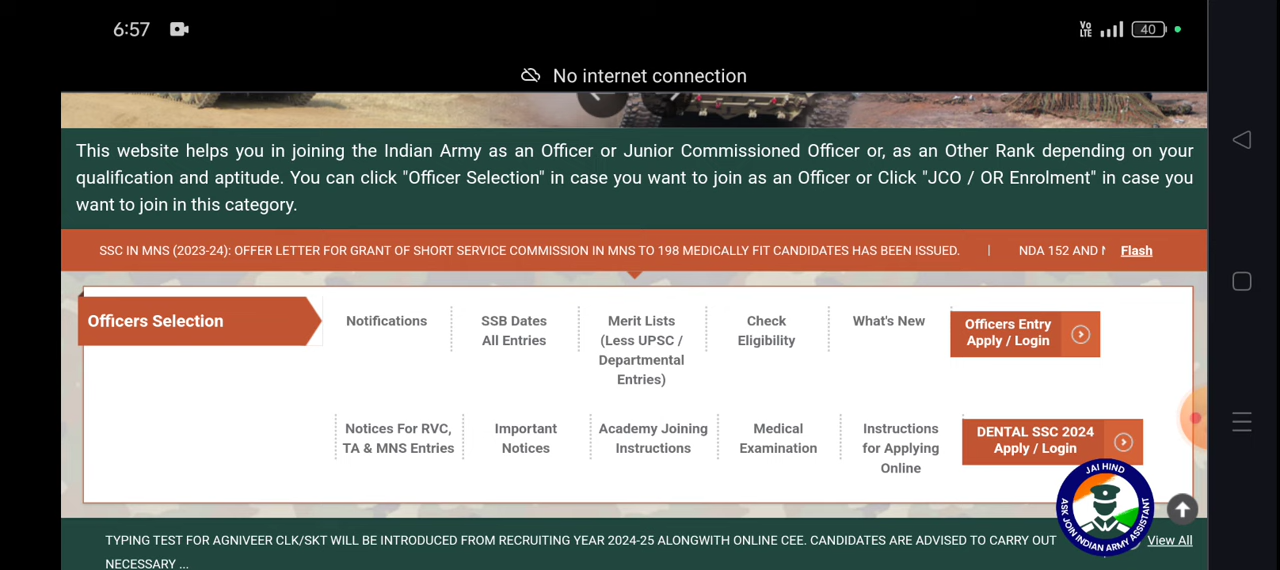 6:57
Vo LTE
40
No internet connection
This website helps you in joining the Indian Army as an Officer or Junior Commissioned Officer or, as an Other Rank depending on your
qualification and aptitude. You can click "Officer Selection" in case you want to join as an Officer or Click "JCO / OR Enrolment" in case you
want to join in this category.
SSC IN MNS (2023-24): OFFER LETTER FOR GRANT OF SHORT SERVICE COMMISSION IN MNS TO 198 MEDICALLY FIT CANDIDATES HAS BEEN ISSUED. | NDA 152 AND
Flash
Officers Selection
Notifications
SSB Dates
All Entries
Merit Lists
(Less UPSC /
Departmental
Entries)
Check
Eligibility
What's New
Officers Entry
Apply / Login
Notices For RVC,
TA & MNS Entries
Important
Notices
Academy Joining
Instructions
Medical
Examination
Instructions
for Applying
Online
DENTAL SSC 2024
Apply / Login
JAI HIND
ASK JOIN INDIAN ARMY ASSISTANT
TYPING TEST FOR AGNIVEER CLK/SKT WILL BE INTRODUCED FROM RECRUITING YEAR 2024-25 ALONGWITH ONLINE CEE. CANDIDATES ARE ADVISED TO CARRY OUT
NECESSARY ...
View All